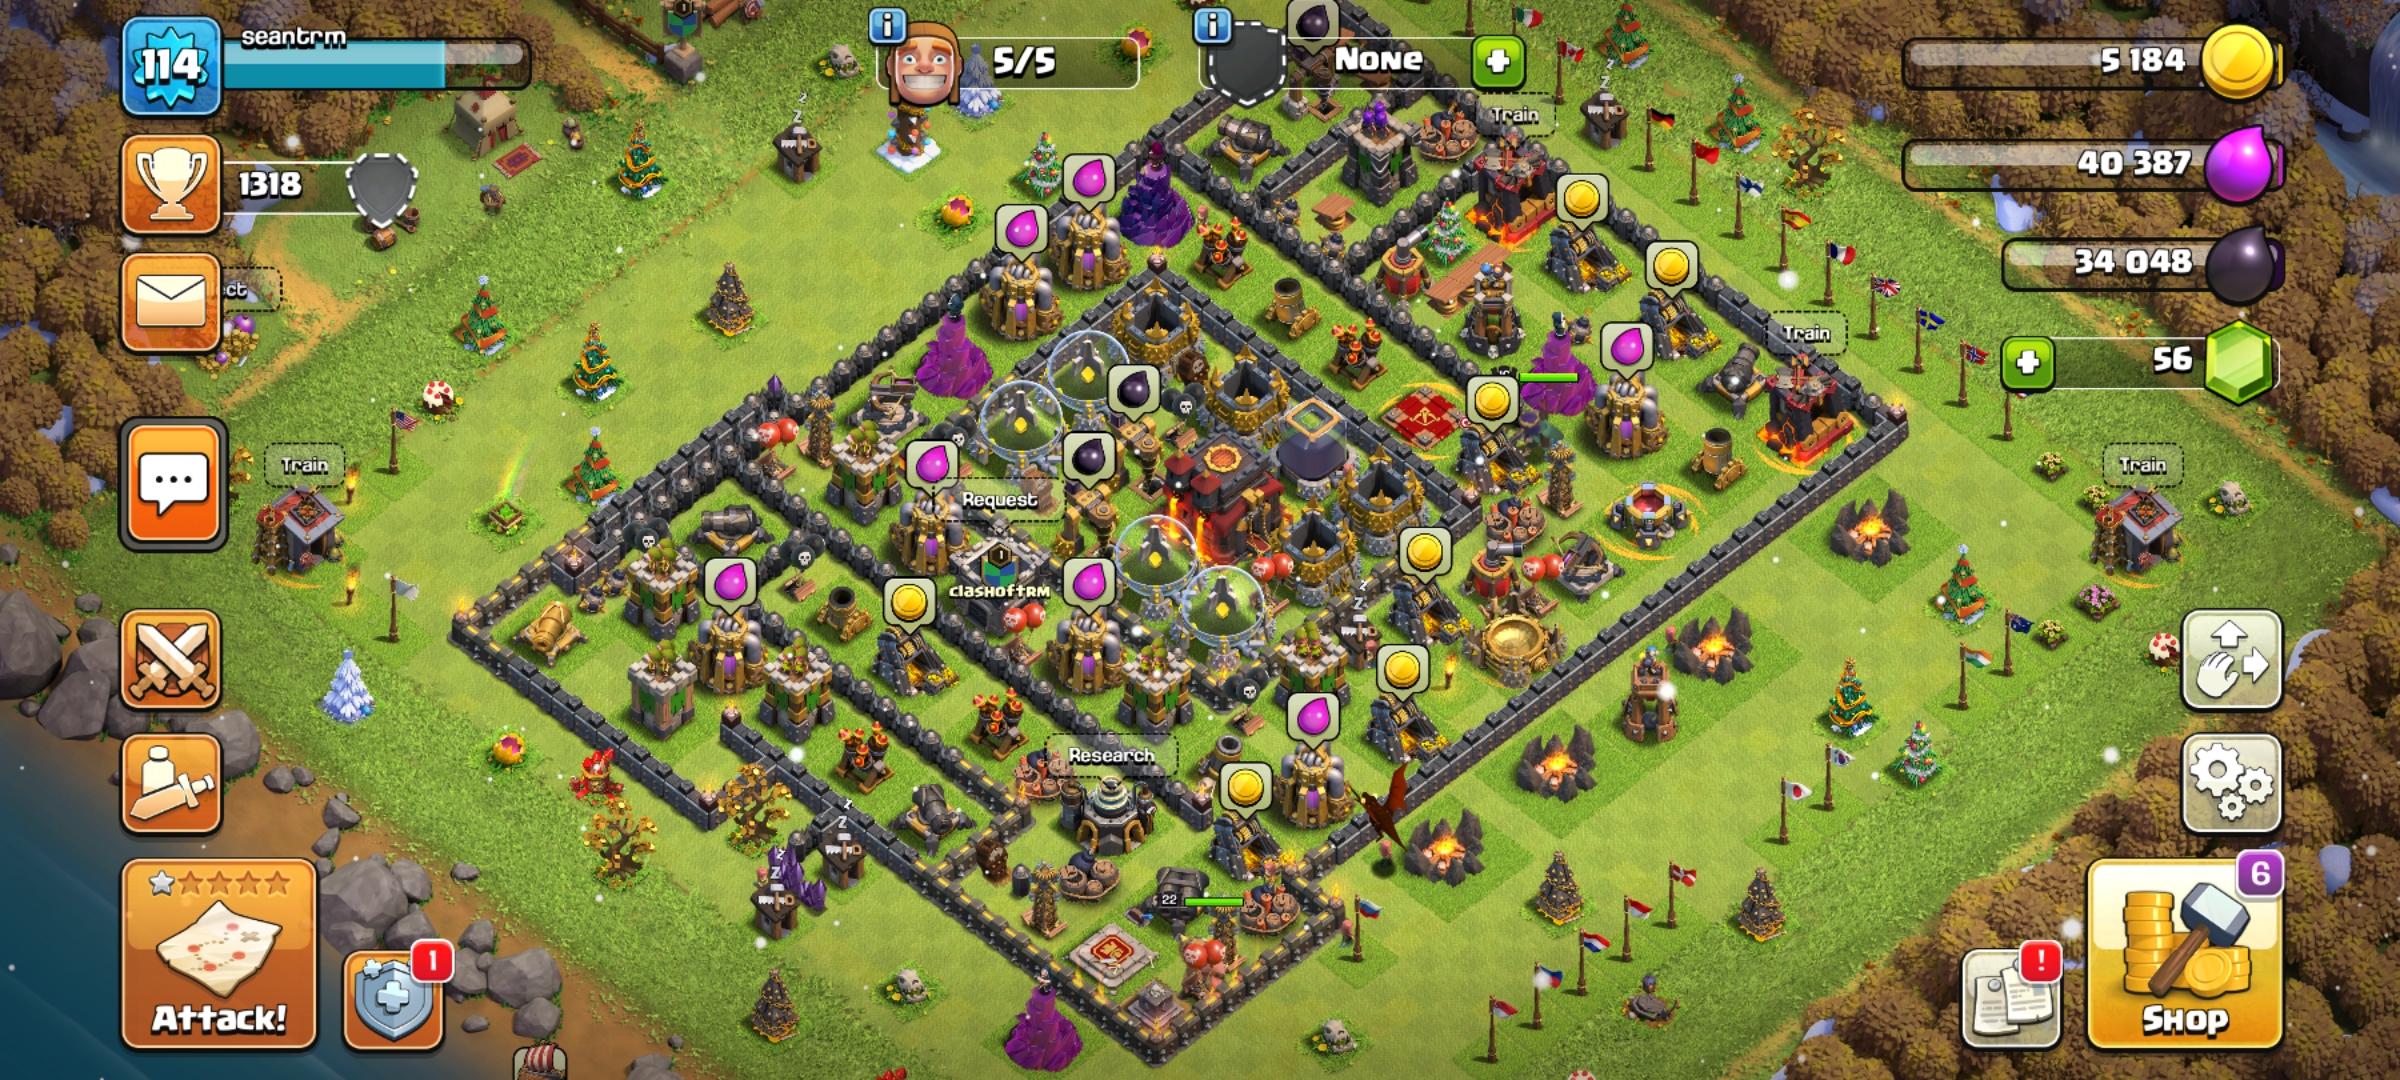 114
seantrm
i
5/5
i
None
5 184
Train
1318
40 387
34 048
ect
Train
56
Train
Train
Request
clashoftrm
Research
22
6
1
!
Attack!
Shop